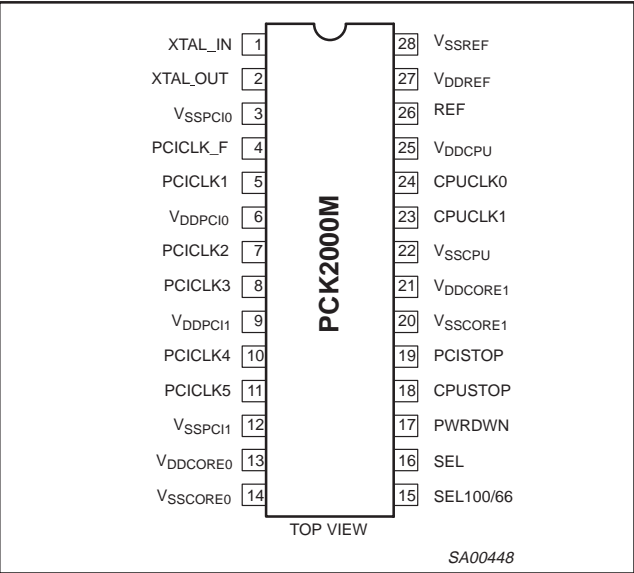 XTAL_IN 1
XTAL_OUT 2
VSSPCI0 3
PCICLK_F 4
PCICLK1 5
VDDPCI0 6
PCICLK2 7
PCICLK3 8
VDDPCI1 9
PCICLK4 10
PCICLK5 11
VSSPCI1 12
VDDCORE0 13
VSSCORE0 14
PCK2000M
28 VSSREF
27 VDDREF
26 REF
25 VDDCPU
24 CPUCLK0
23 CPUCLK1
22 VSSCPU
21 VDDCORE1
20 VSSCORE1
19 PCISTOP
18 CPUSTOP
17 PWRDWN
16 SEL
15 SEL100/66
TOP VIEW
SA00448